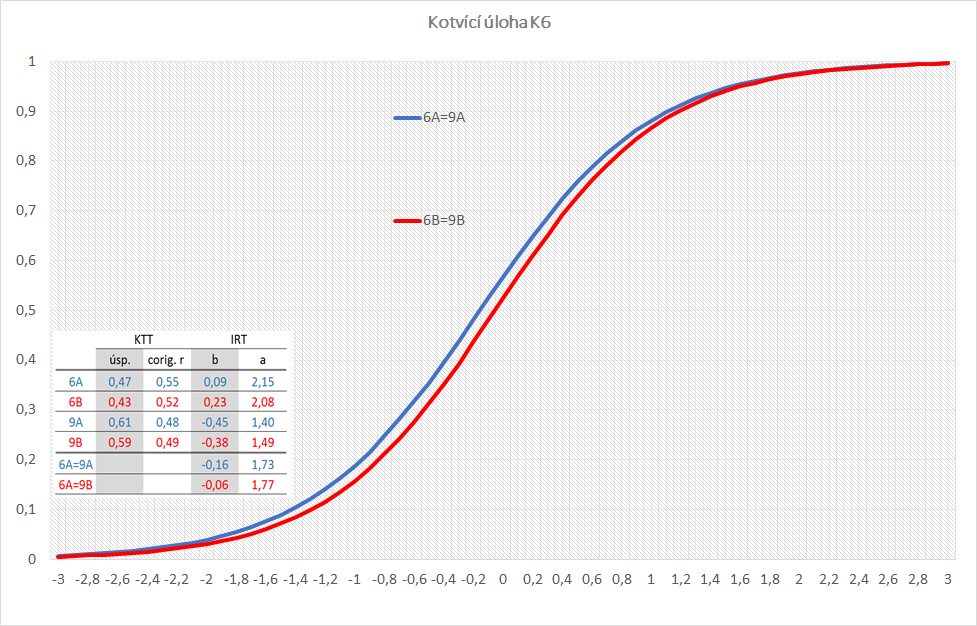 Kotvící úloha K6
1
0,9
0,8
0,7
0,6
0,5
0,4
0,3
0,2
0,1
0
6A=9A
6B=9B
KTT IRT
úsp. corig. r b a
6A 0,47 0,55 0,09 2,15
6B 0,43 0,52 0,23 2,08
9A 0,61 0,48 -0,45 1,40
9B 0,59 0,49 -0,38 1,49
6A=9A -0,16 1,73
6A=9B -0,06 1,77
-3 -2,8 -2,6 -2,4 -2,2 -2 -1,8 -1,6 -1,4 -1,2 -1 -0,8 -0,6 -0,4 -0,2 0 0,2 0,4 0,6 0,8 1 1,2 1,4 1,6 1,8 2 2,2 2,4 2,6 2,8 3